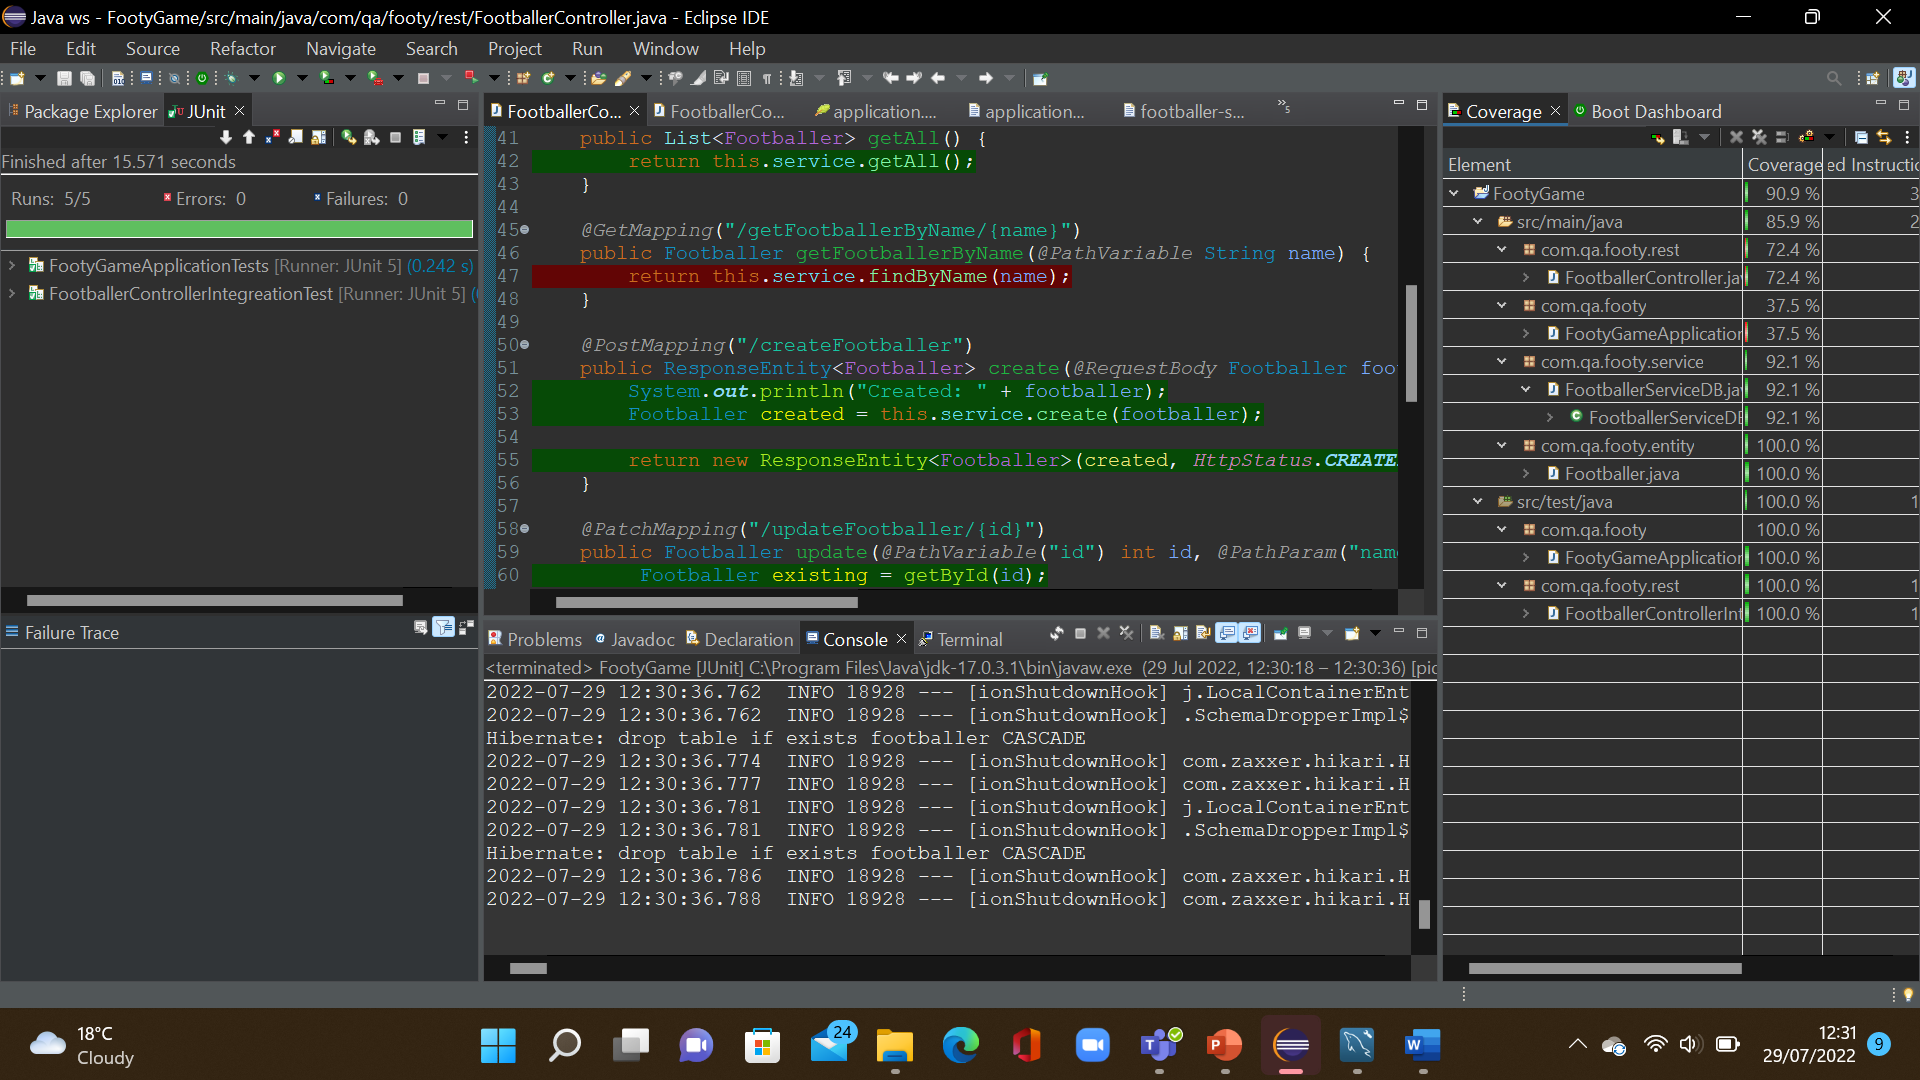 Java ws - FootyGame/src/main/java/com/qa/footy/rest/FootballerController.java - Eclipse IDE
File Edit Source Refactor Navigate Search Project Run Window Help
Package Explorer JUnit
Finished after 15.571 seconds
Runs: 5/5 Errors: 0 Failures: 0
FootyGameApplicationTests [Runner: JUnit 5] (0.242 s)
FootballerControllerIntegreationTest [Runner: JUnit 5] (
Failure Trace
FootballerCo... FootballerCo... application.... application... footballer-s... »5
41 public List<Footballer> getAll() {
42 return this.service.getAll();
43 }
44
45 @GetMapping("/getFootballerByName/{name}")
46 public Footballer getFootballerByName(@PathVariable String name) {
47 return this.service.findByName(name);
48 }
49
50 @PostMapping("/createFootballer")
51 public ResponseEntity<Footballer> create(@RequestBody Footballer foo
52 System.out.println("Created: " + footballer);
53 Footballer created = this.service.create(footballer);
54
55 return new ResponseEntity<Footballer>(created, HttpStatus.CREATE
56 }
57
58 @PatchMapping("/updateFootballer/{id}")
59 public Footballer update(@PathVariable("id") int id, @PathParam("nam
60 Footballer existing = getById(id);
Problems Javadoc Declaration Console Terminal
<terminated> FootyGame [JUnit] C:\Program Files\Java\jdk-17.0.3.1\bin\javaw.exe (29 Jul 2022, 12:30:18 – 12:30:36) [pic
2022-07-29 12:30:36.762 INFO 18928 --- [ionShutdownHook] j.LocalContainerEnt
2022-07-29 12:30:36.762 INFO 18928 --- [ionShutdownHook] .SchemaDropperImpl$
Hibernate: drop table if exists footballer CASCADE
2022-07-29 12:30:36.774 INFO 18928 --- [ionShutdownHook] com.zaxxer.hikari.H
2022-07-29 12:30:36.777 INFO 18928 --- [ionShutdownHook] com.zaxxer.hikari.H
2022-07-29 12:30:36.781 INFO 18928 --- [ionShutdownHook] j.LocalContainerEnt
2022-07-29 12:30:36.781 INFO 18928 --- [ionShutdownHook] .SchemaDropperImpl$
Hibernate: drop table if exists footballer CASCADE
2022-07-29 12:30:36.786 INFO 18928 --- [ionShutdownHook] com.zaxxer.hikari.H
2022-07-29 12:30:36.788 INFO 18928 --- [ionShutdownHook] com.zaxxer.hikari.H
Coverage Boot Dashboard
Element Coverage ed Instructic
FootyGame 90.9 % 3
src/main/java 85.9 % 2
com.qa.footy.rest 72.4 %
FootballerController.ja 72.4 %
com.qa.footy 37.5 %
FootyGameApplication 37.5 %
com.qa.footy.service 92.1 %
FootballerServiceDB.ja 92.1 %
FootballerServiceDB 92.1 %
com.qa.footy.entity 100.0 %
Footballer.java 100.0 %
src/test/java 100.0 % 1
com.qa.footy 100.0 %
FootyGameApplication 100.0 %
com.qa.footy.rest 100.0 % 1
FootballerControllerInt 100.0 % 1
18°C
Cloudy
24
12:31
29/07/2022
9